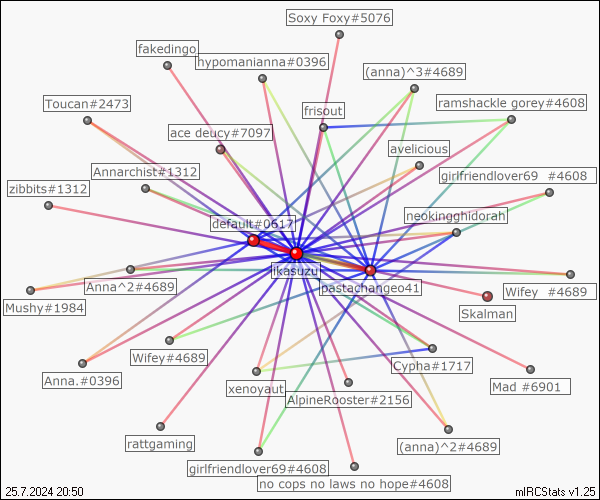 Soxy Foxy#5076
fakedingo
hypomanianna#0396
(anna)^3#4689
Toucan#2473
frisout
ramshackle gorey#4608
ace deucy#7097
avelicious
Annarchist#1312
girlfriendlover69 #4608
zibbits#1312
neokingghidorah
default#0617
ikasuzu
pastachangeo41
Anna^2#4689
Wifey #4689
Mushy#1984
Skalman
Wifey#4689
Cypha#1717
Anna.#0396
xenoyaut
Mad #6901
AlpineRooster#2156
rattgaming
(anna)^2#4689
girlfriendlover69#4608
no cops no laws no hope#4608
25.7.2024 20:50
mIRCStats v1.25